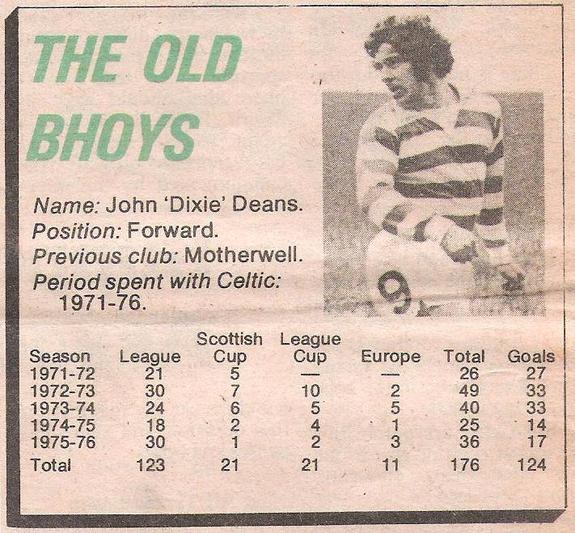 THE OLD
BHOYS
Name: John ‘Dixie’ Deans.
Position: Forward.
Previous club: Motherwell.
Period spent with Celtic:
1971-76.
9
Scottish League
Season League Cup Cup Europe Total Goals
1971-72 21 5 — — 26 27
1972-73 30 7 10 2 49 33
1973-74 24 6 5 5 40 33
1974-75 18 2 4 1 25 14
1975-76 30 1 2 3 36 17
Total 123 21 21 11 176 124